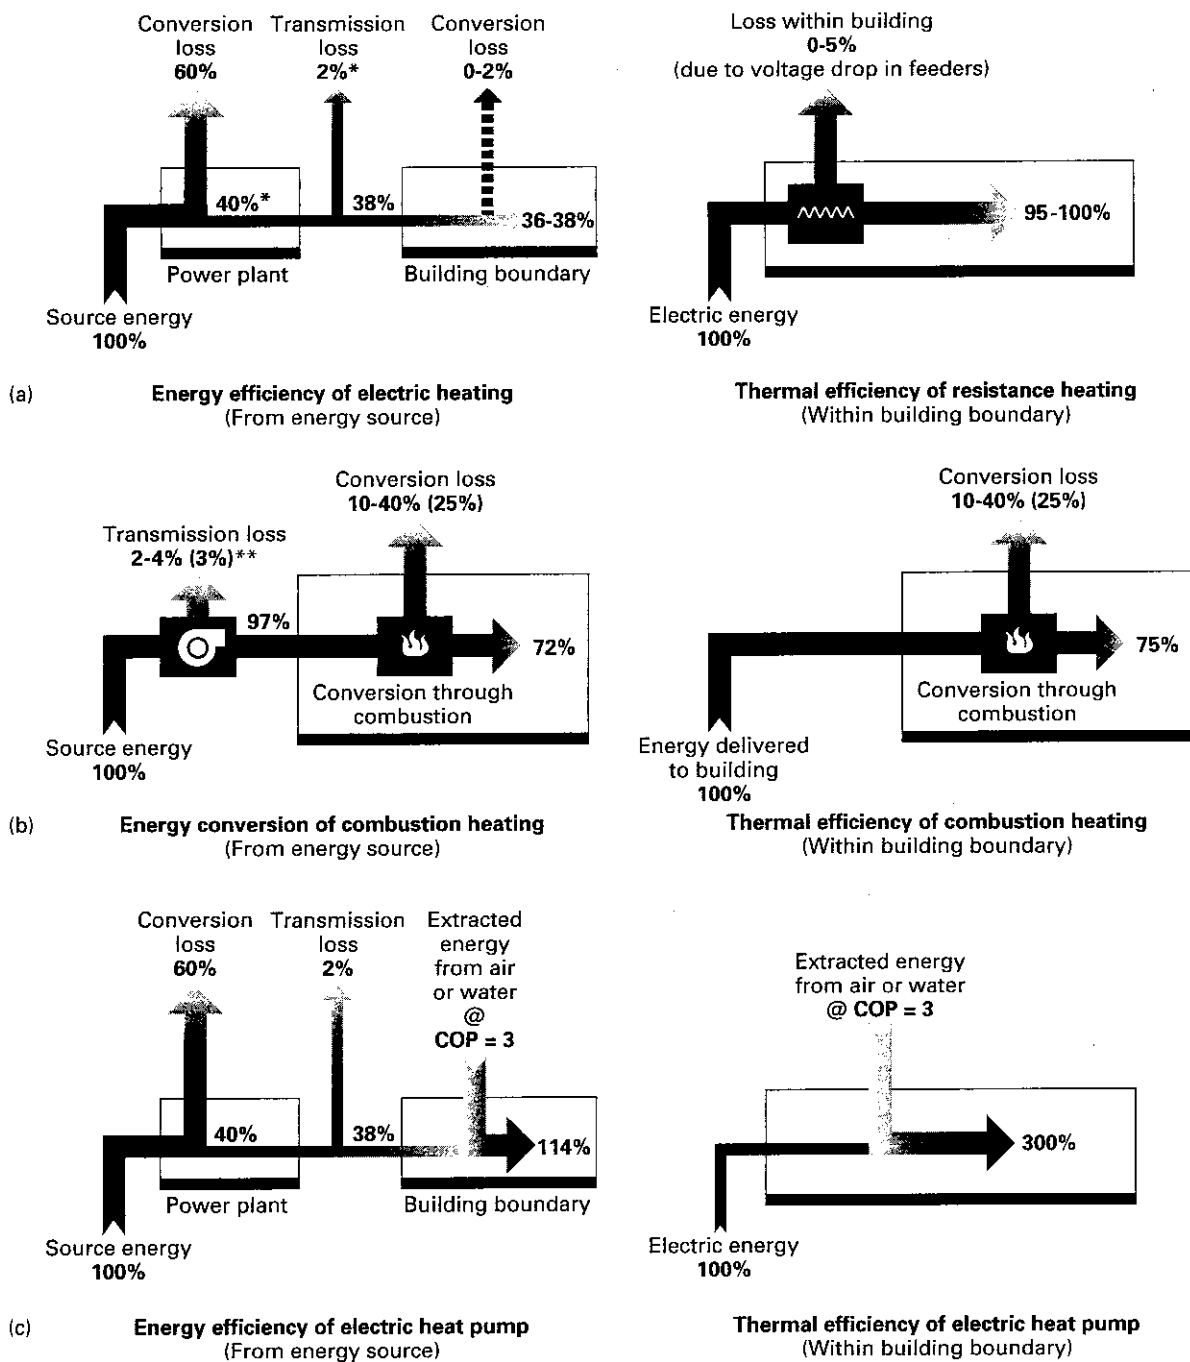 Conversion
loss
60%
Transmission
loss
2%*
Conversion
loss
0-2%
40%*
38%
36-38%
Power plant
Building boundary
Source energy
100%
Loss within building
0-5%
(due to voltage drop in feeders)
95-100%
Electric energy
100%
(a)
Energy efficiency of electric heating
(From energy source)
Thermal efficiency of resistance heating
(Within building boundary)
Conversion loss
10-40% (25%)
Transmission loss
2-4% (3%)**
97%
72%
Conversion through
combustion
Source energy
100%
Conversion loss
10-40% (25%)
75%
Conversion through
combustion
Energy delivered
to building
100%
(b)
Energy conversion of combustion heating
(From energy source)
Thermal efficiency of combustion heating
(Within building boundary)
Conversion
loss
60%
Transmission
loss
2%
Extracted
energy
from air
or water
@
COP = 3
40%
38%
114%
Power plant
Building boundary
Source energy
100%
Extracted energy
from air or water
@ COP = 3
300%
Electric energy
100%
(c)
Energy efficiency of electric heat pump
(From energy source)
Thermal efficiency of electric heat pump
(Within building boundary)